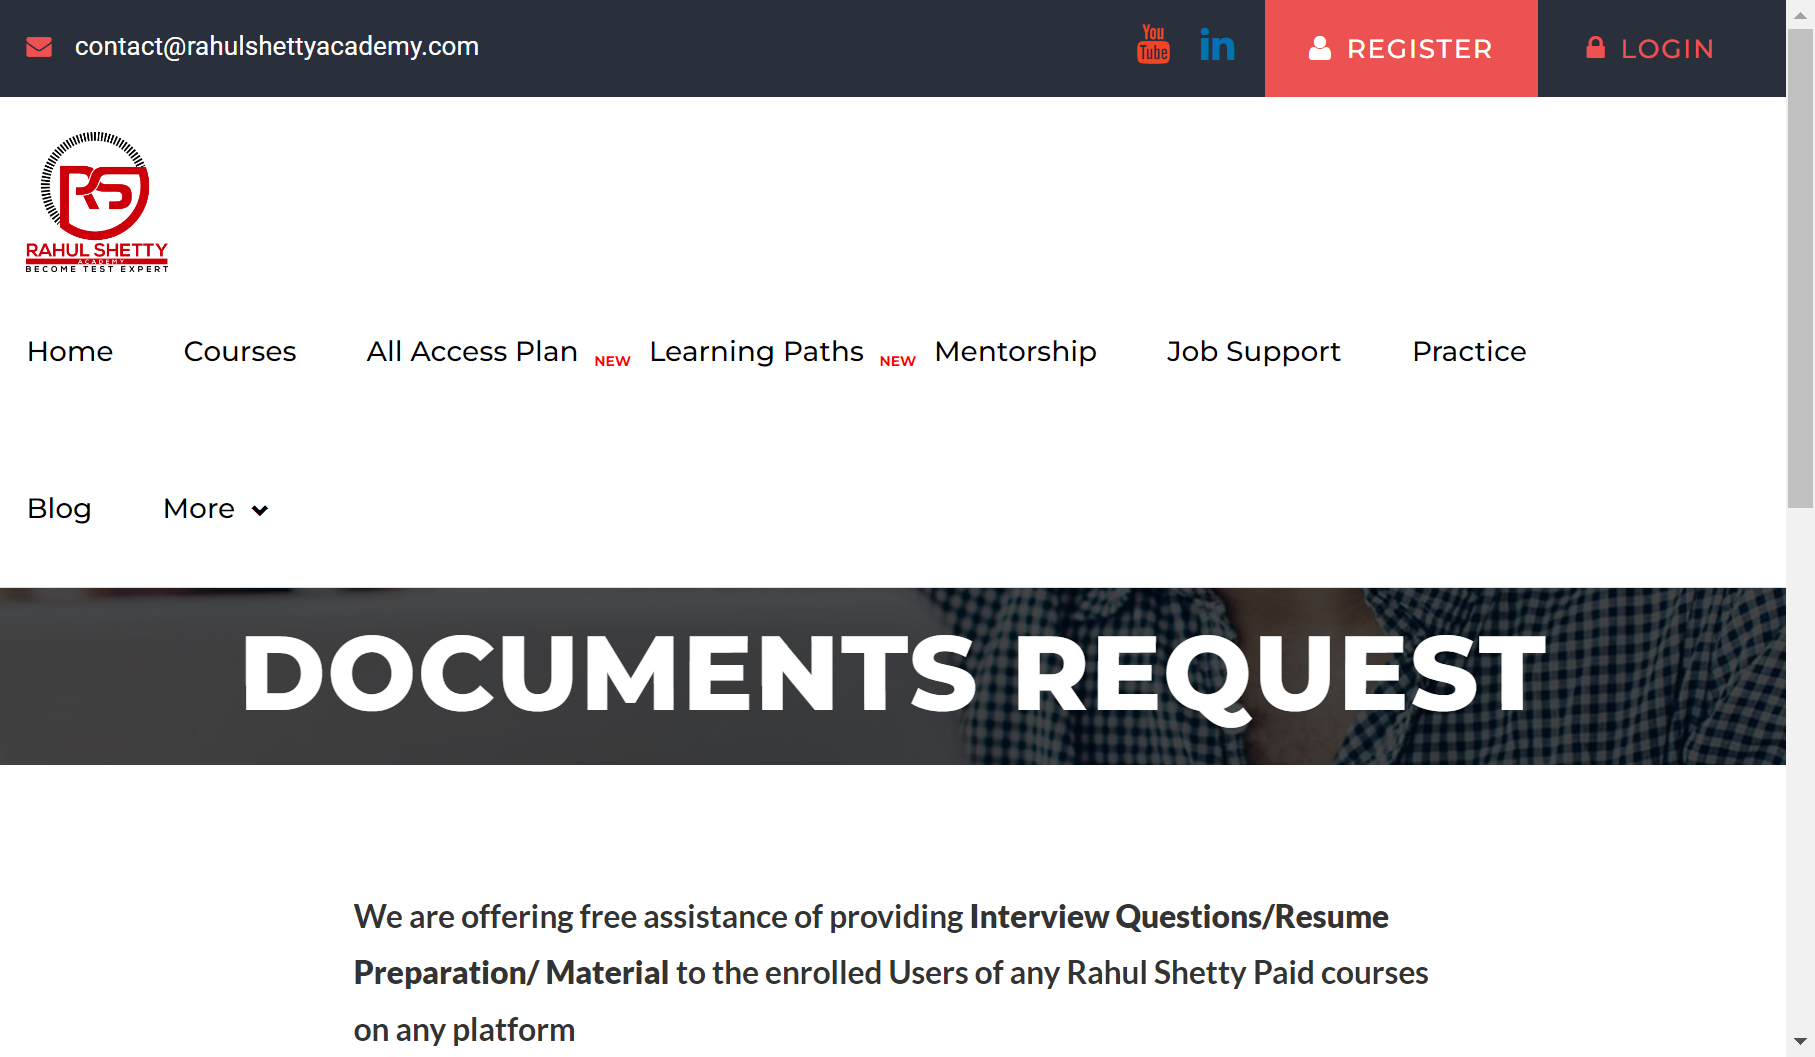 contact@rahulshettyacademy.com
You
Tube
in
REGISTER
LOGIN
RS
RAHUL SHETTY
ACADEMY
BECOME TEST EXPERT
Home
Courses
All Access Plan NEW
Learning Paths NEW
Mentorship
Job Support
Practice
Blog
More
DOCUMENTS REQUEST
We are offering free assistance of providing Interview Questions/Resume
Preparation/ Material to the enrolled Users of any Rahul Shetty Paid courses
on any platform